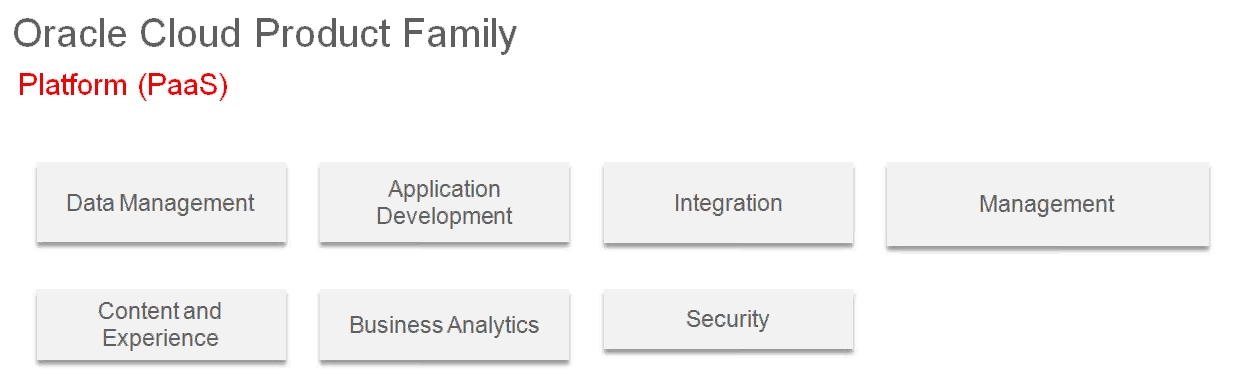 Oracle Cloud Product Family
Platform (PaaS)
Data Management
Application
Development
Integration
Management
Content and
Experience
Business Analytics
Security